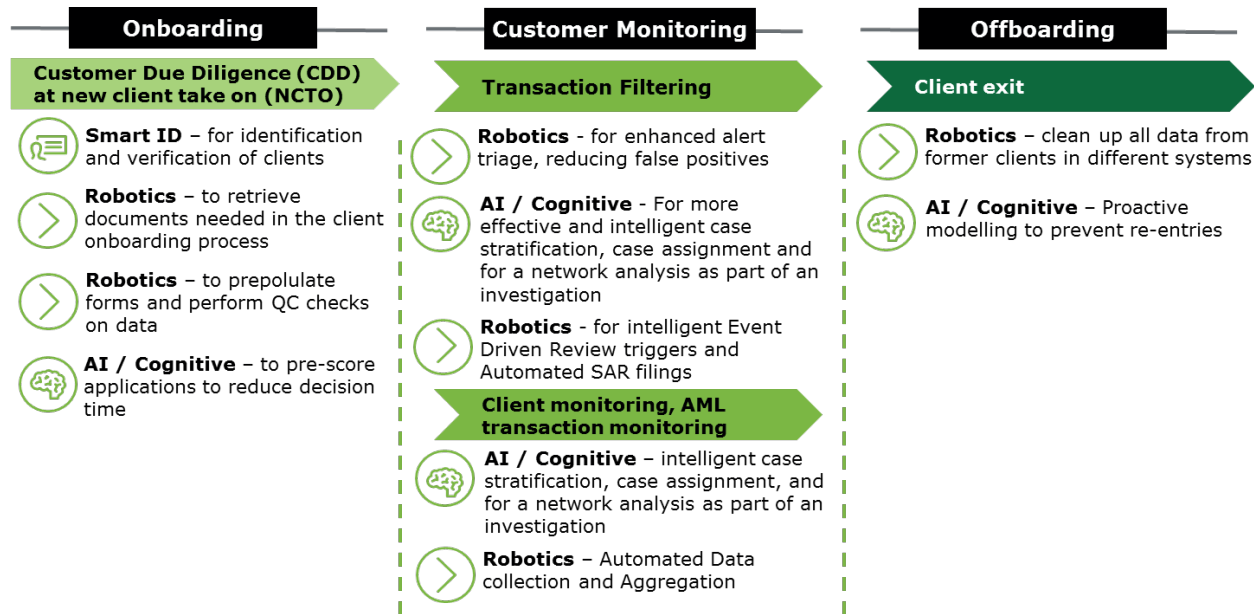 Onboarding
Customer Due Diligence (CDD)
at new client take on (NCTO)
Smart ID – for identification
and verification of clients
Robotics – to retrieve
documents needed in the client
onboarding process
Robotics – to prepopulate
forms and perform QC checks
on data
AI / Cognitive – to pre-score
applications to reduce decision
time
Customer Monitoring
Transaction Filtering
Robotics - for enhanced alert
triage, reducing false positives
AI / Cognitive - For more
effective and intelligent case
stratification, case assignment and
for a network analysis as part of an
investigation
Robotics - for intelligent Event
Driven Review triggers and
Automated SAR filings
Client monitoring, AML
transaction monitoring
AI / Cognitive – intelligent case
stratification, case assignment, and
for a network analysis as part of an
investigation
Robotics – Automated Data
collection and Aggregation
Offboarding
Client exit
Robotics – clean up all data from
former clients in different systems
AI / Cognitive – Proactive
modelling to prevent re-entries